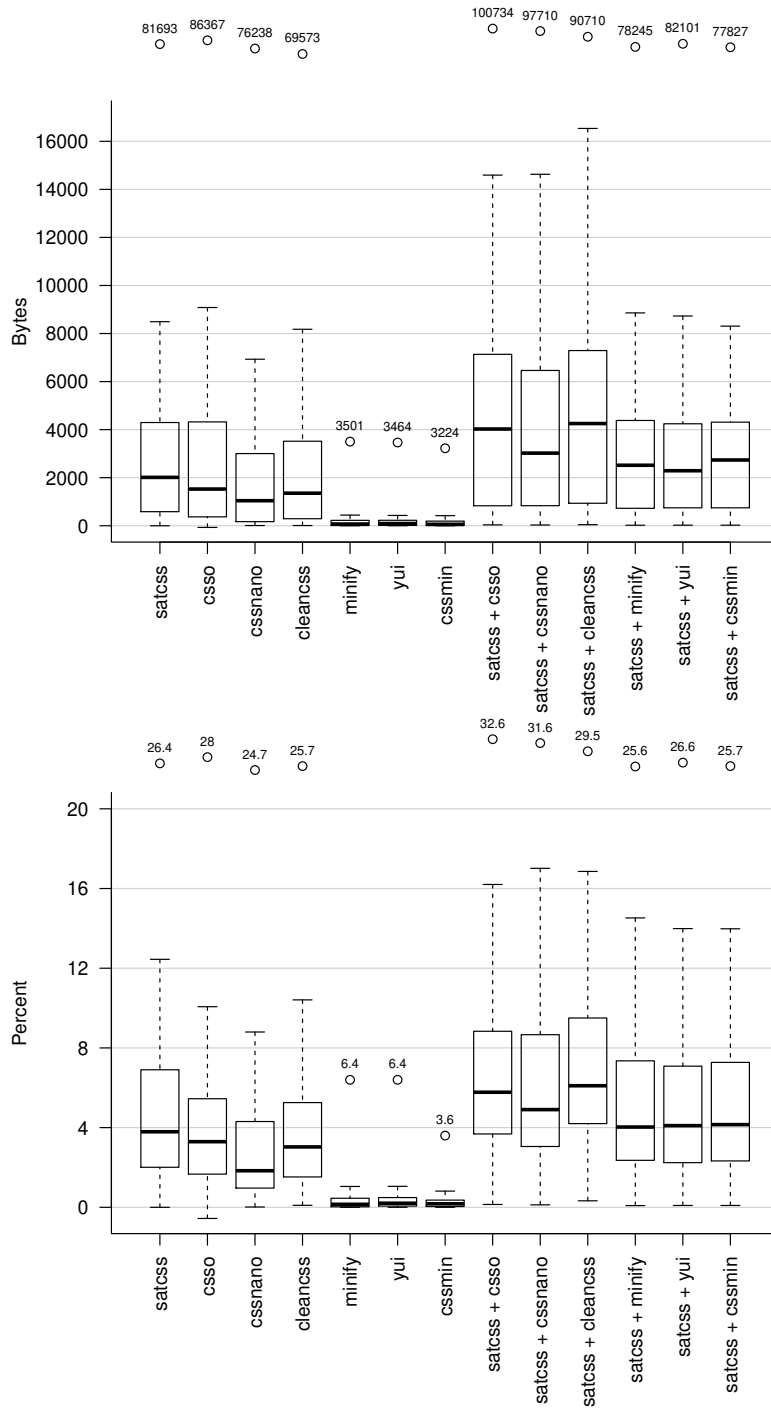 81693 86367 76238 69573 100734 97710 90710 78245 82101 77827
16000
14000
12000
10000
8000
6000
4000
2000
0
Bytes
3501 3464 3224
satcss
csso
cssnano
cleancss
minify
yui
cssmin
satcss + csso
satcss + cssnano
satcss + cleancss
satcss + minify
satcss + yui
satcss + cssmin
26.4 28 24.7 25.7 32.6 31.6 29.5 25.6 26.6 25.7
20
16
12
8
4
0
Percent
6.4 6.4 3.6
satcss
csso
cssnano
cleancss
minify
yui
cssmin
satcss + csso
satcss + cssnano
satcss + cleancss
satcss + minify
satcss + yui
satcss + cssmin